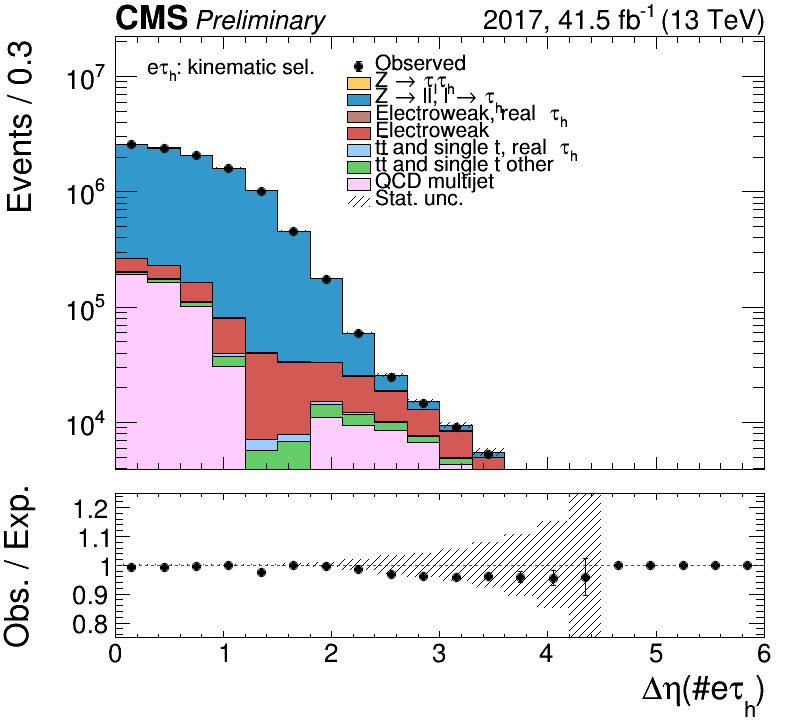 CMS Preliminary 2017, 41.5 fb⁻¹ (13 TeV)
Events / 0.3
10⁷
10⁶
10⁵
10⁴
eτₕ: kinematic sel.
Observed
Z → τₗτₕ
Z → ll, l → τₕ
Electroweak, real τₕ
Electroweak
tt̄ and single t, real τₕ
tt̄ and single t other
QCD multijet
Stat. unc.
Obs. / Exp.
1.2
1.1
1
0.9
0.8
0 1 2 3 4 5 6
Δη(#eτₕ)